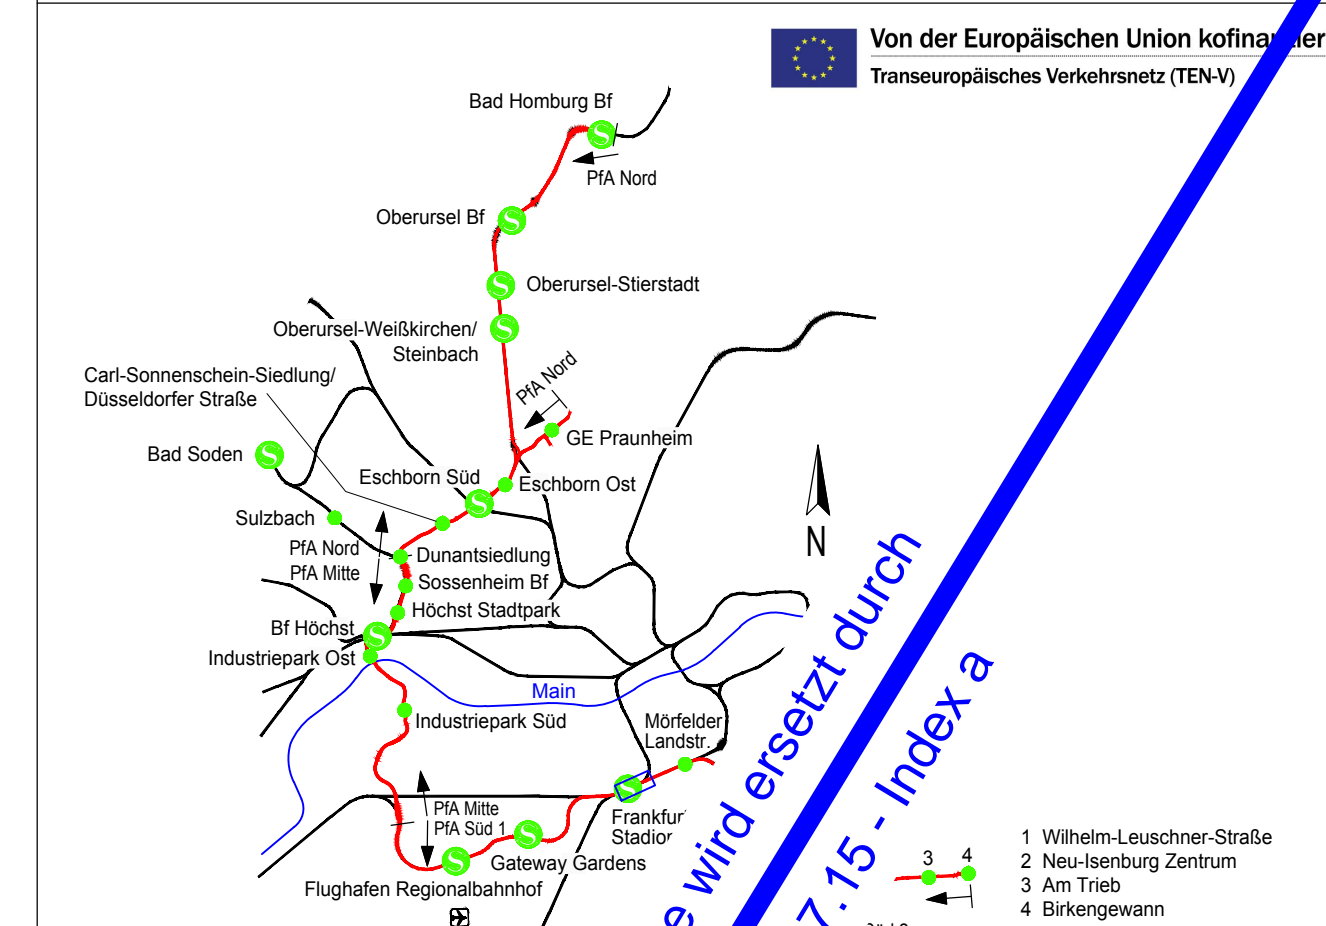 Von der Europäischen Union
Transeuropäisches Verkehrsnetz (TEN-V)
Bad Homburg Bf
PfA Nord
Oberursel Bf
Oberursel-Stierstadt
Oberursel-Weißkirchen/
Steinbach
PfA Nord
Carl-Sonnenschein-Siedlung/
Düsseldorfer Straße
GE Praunheim
Bad Soden
Eschborn Süd
Eschborn Ost
Sulzbach
PfA Nord
PfA Mitte
Dunantsiedlung
Sossenheim Bf
Höchst Stadtpark
Bf Höchst
Industriepark Ost
Main
Industriepark Süd
Mörfelder
Landstr.
N
PfA Mitte
PfA Süd 1
Gateway Gardens
Flughafen Regionalbahnhof
e wird ersetzt durch
7.15 - Index a
3 4
1 Wilhelm-Leuschner-Straße
2 Neu-Isenburg Zentrum
3 Am Trieb
4 Birkengewann